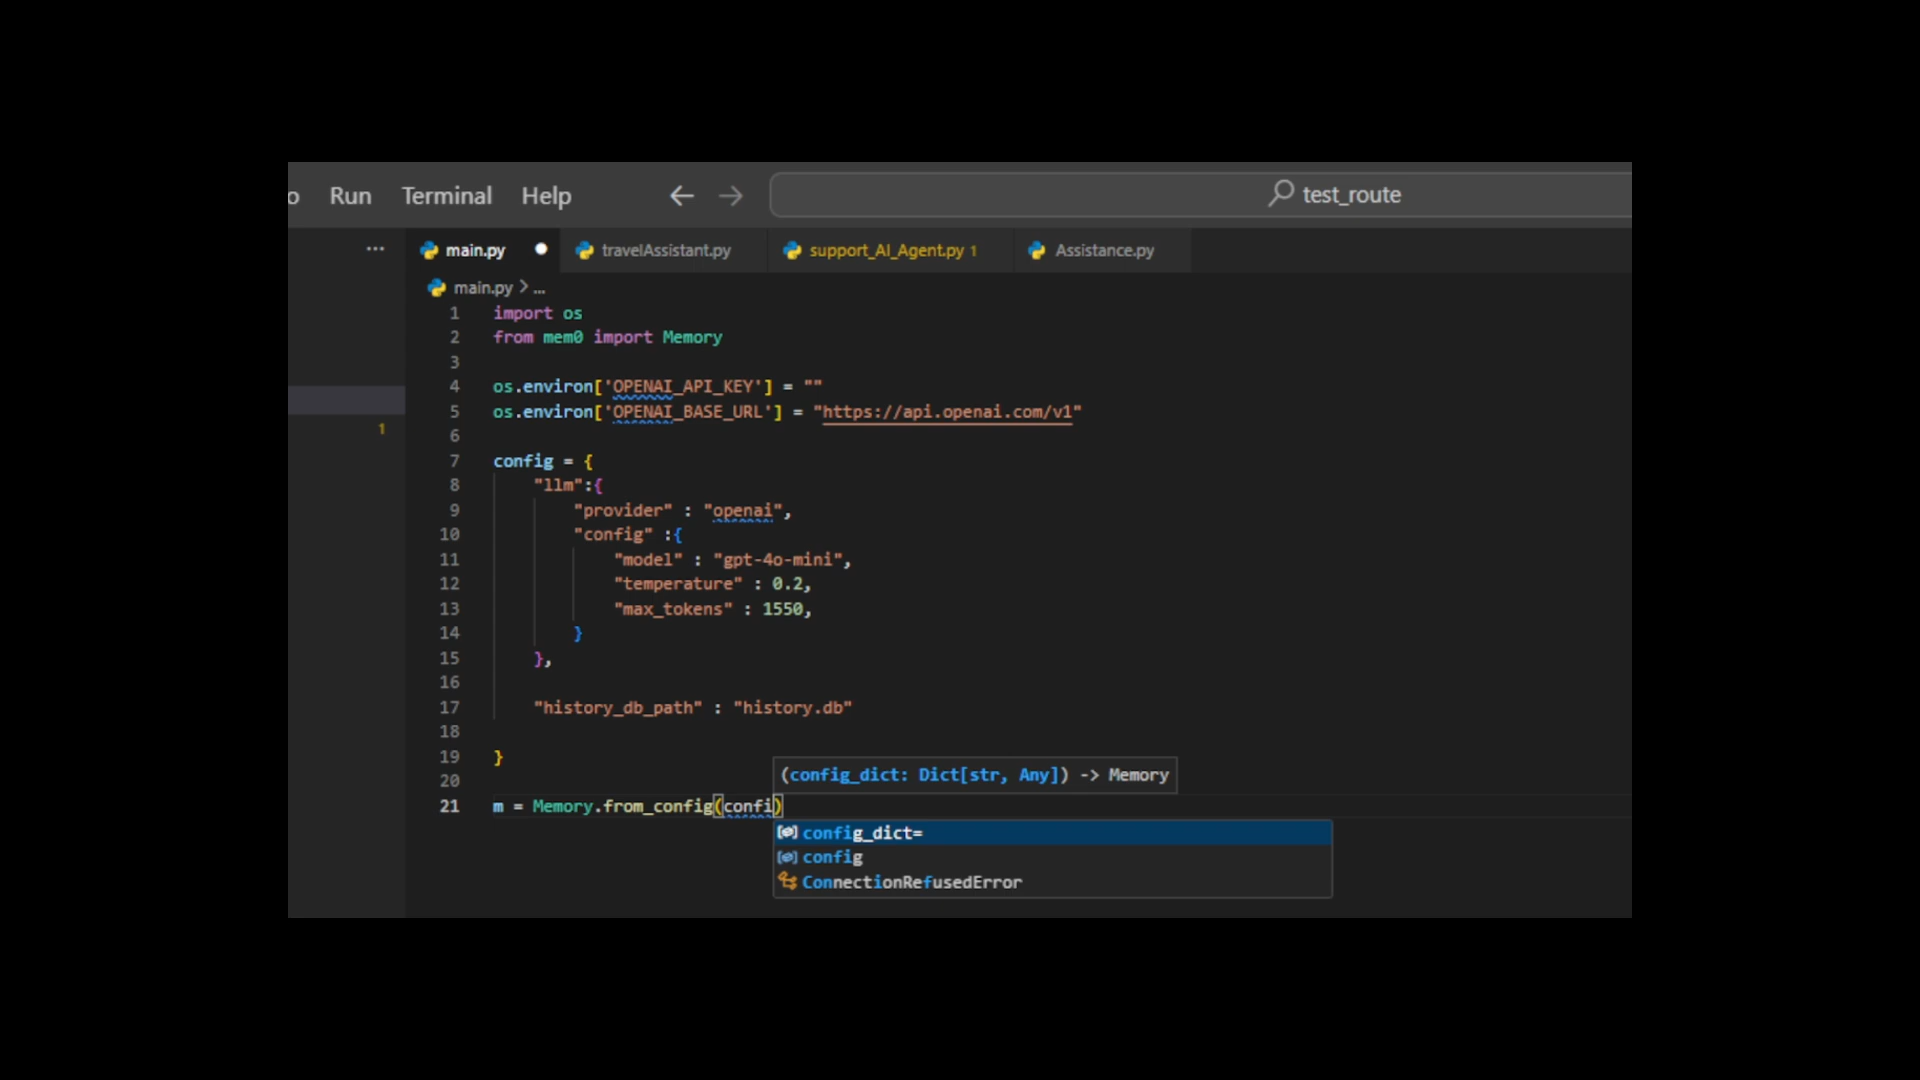 o Run Terminal Help ← → test_route
... main.py ● travelAssistant.py support_AI_Agent.py 1 Assistance.py
main.py > ...
1
1 import os
2 from mem0 import Memory
3
4 os.environ['OPENAI_API_KEY'] = ""
5 os.environ['OPENAI_BASE_URL'] = "https://api.openai.com/v1"
6
7 config = {
8 "llm":{
9 "provider" : "openai",
10 "config" :{
11 "model" : "gpt-4o-mini",
12 "temperature" : 0.2,
13 "max_tokens" : 1550,
14 }
15 },
16
17 "history_db_path" : "history.db"
18
19 }
20
(config_dict: Dict[str, Any]) -> Memory
21 m = Memory.from_config(confi)
config_dict=
config
ConnectionRefusedError